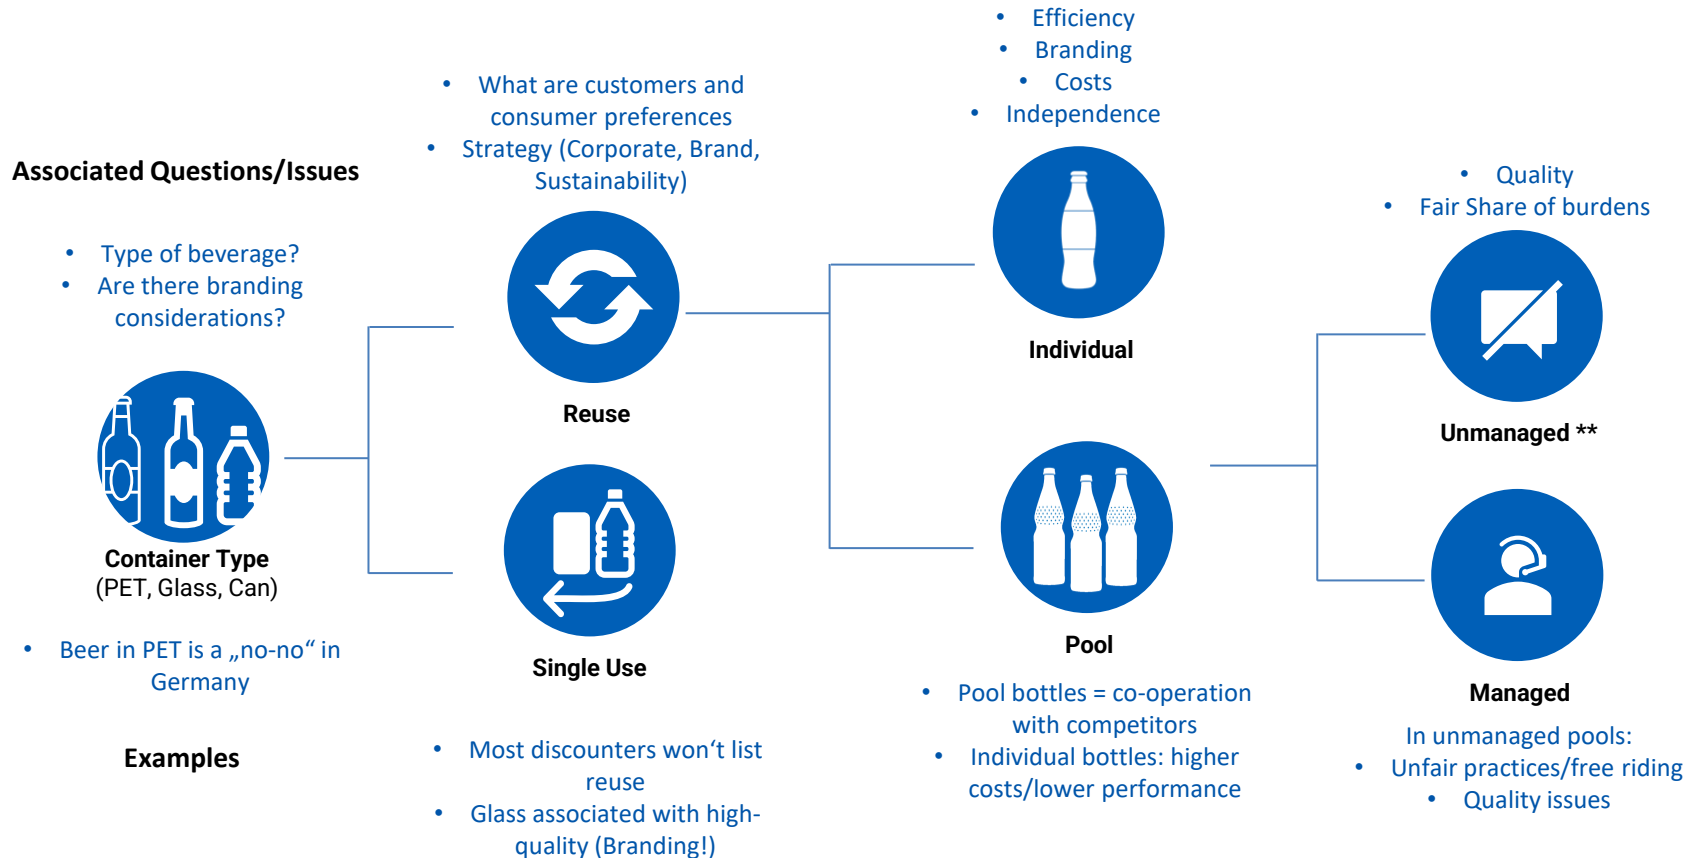 Associated Questions/Issues
• Type of beverage?
• Are there branding
considerations?
Container Type
(PET, Glass, Can)
• Beer in PET is a „no-no“ in
Germany
Examples
• What are customers and
consumer preferences
• Strategy (Corporate, Brand,
Sustainability)
Reuse
Single Use
• Most discounters won‘t list
reuse
• Glass associated with high-
quality (Branding!)
• Efficiency
• Branding
• Costs
• Independence
Individual
Pool
• Pool bottles = co-operation
with competitors
• Individual bottles: higher
costs/lower performance
• Quality
• Fair Share of burdens
Unmanaged **
Managed
In unmanaged pools:
• Unfair practices/free riding
• Quality issues